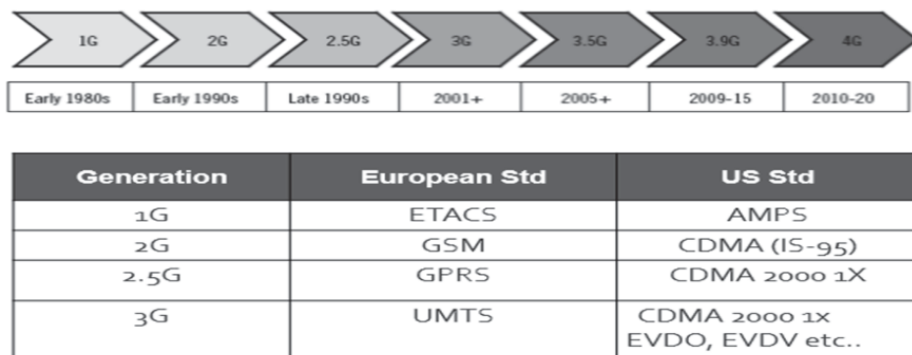 1G 2G 2.5G 3G 3.5G 3.9G 4G
Early 1980s Early 1990s Late 1990s 2001+ 2005+ 2009-15 2010-20
Generation European Std US Std
1G ETACS AMPS
2G GSM CDMA (IS-95)
2.5G GPRS CDMA 2000 1X
3G UMTS CDMA 2000 1x
EVDO, EVDV etc..